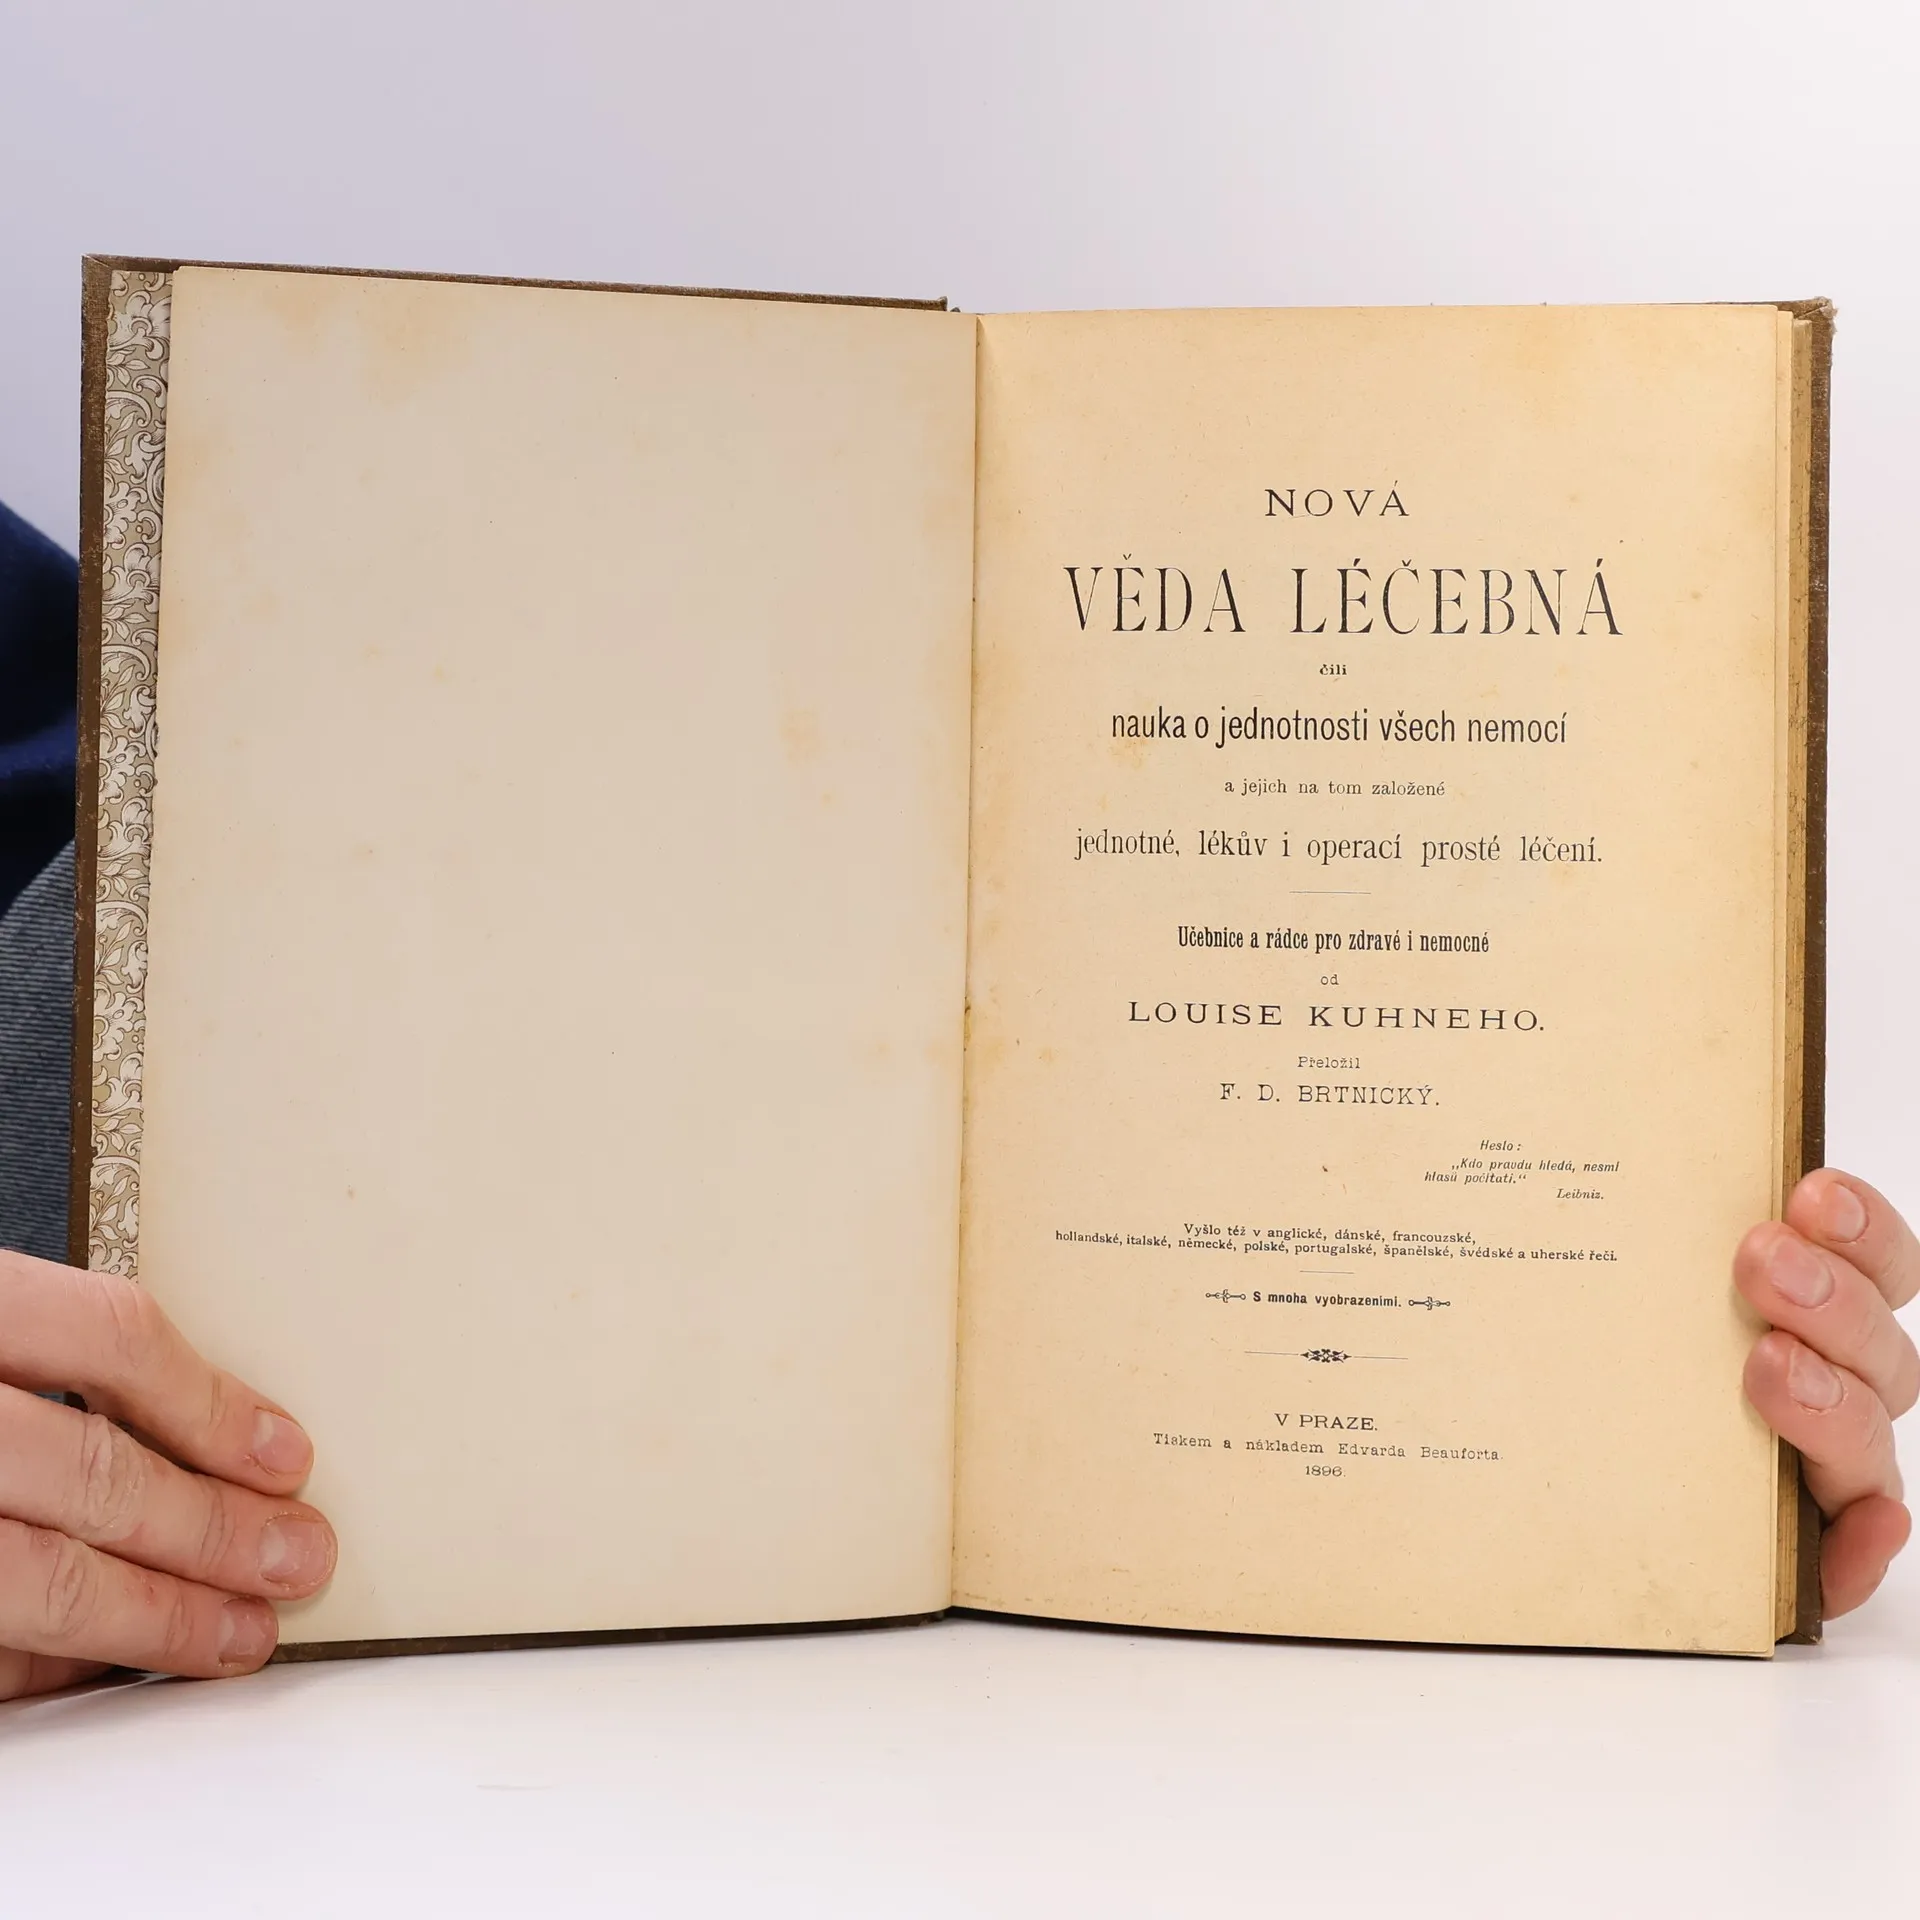 NOVÁ
VĚDA LÉČEBNÁ
čili
nauka o jednotnosti všech nemocí
a jejich na tom založené
jednotné, lékův i operací prosté léčení.
Učebnice a rádce pro zdravé i nemocné
od
LOUISE KUHNEHO.
Přeložil
F. D. BRTNICKÝ.
Heslo:
„Kdo pravdu hledá, nesmí
hlasů počítati."
Leibniz.
Vyšlo též v anglické, dánské, francouzské,
hollandské, italské, německé, polské, portugalské, španělské, švédské a uherské řeči.
S mnoha vyobrazeními.
V PRAZE.
Tiskem a nákladem Edvarda Beauforta.
1896.